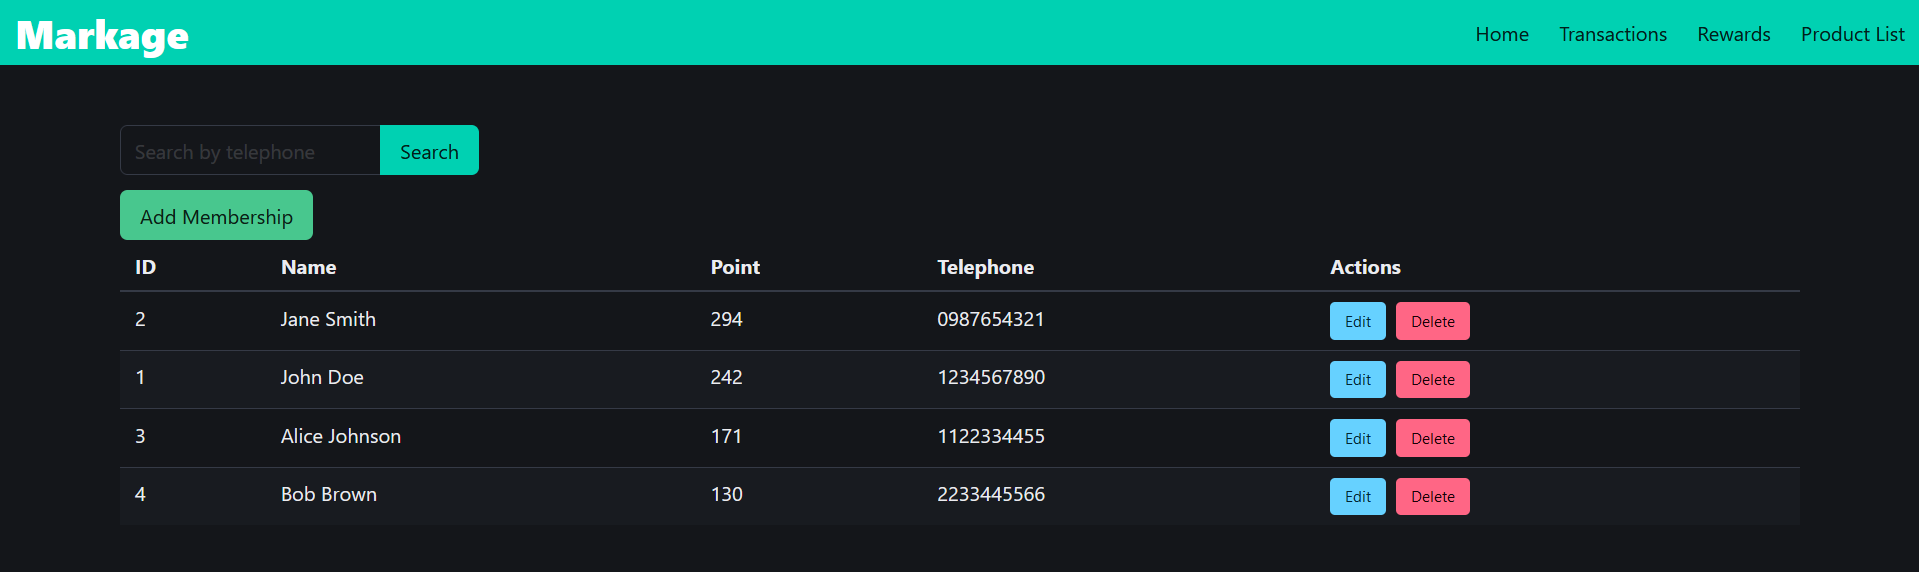 Markage Home Transactions Rewards Product List
Search by telephone Search
Add Membership
ID Name Point Telephone Actions
2 Jane Smith 294 0987654321 Edit Delete
1 John Doe 242 1234567890 Edit Delete
3 Alice Johnson 171 1122334455 Edit Delete
4 Bob Brown 130 2233445566 Edit Delete